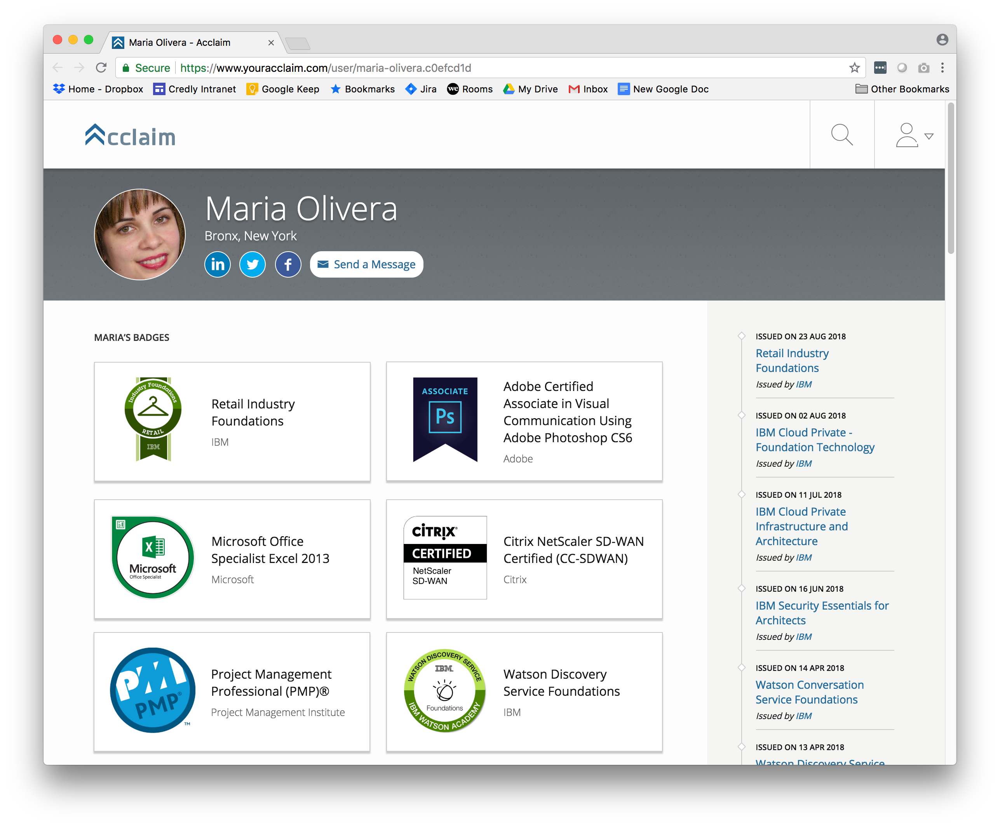 Maria Olivera - Acclaim
Secure https://www.youracclaim.com/user/maria-olivera.c0efcd1d
Home - Dropbox Credly Intranet Google Keep Bookmarks Jira we Rooms My Drive Inbox New Google Doc Other Bookmarks
cclaim
Maria Olivera
Bronx, New York
in f Send a Message
MARIA'S BADGES
Industry Foundations
RETAIL
IBM
Retail Industry
Foundations
IBM
ASSOCIATE
Ps
Adobe Certified
Associate in Visual
Communication Using
Adobe Photoshop CS6
Adobe
X
Microsoft
Office Specialist
Microsoft Office
Specialist Excel 2013
Microsoft
CİTRIX®
CERTIFIED
NetScaler
SD-WAN
Citrix NetScaler SD-WAN
Certified (CC-SDWAN)
Citrix
PMI
PMP®
TM
Project Management
Professional (PMP)®
Project Management Institute
WATSON DISCOVERY SERVICE
IBM
Foundations
IBM WATSON ACADEMY
Watson Discovery
Service Foundations
IBM
ISSUED ON 23 AUG 2018
Retail Industry
Foundations
Issued by IBM
ISSUED ON 02 AUG 2018
IBM Cloud Private -
Foundation Technology
Issued by IBM
ISSUED ON 11 JUL 2018
IBM Cloud Private
Infrastructure and
Architecture
Issued by IBM
ISSUED ON 16 JUN 2018
IBM Security Essentials for
Architects
Issued by IBM
ISSUED ON 14 APR 2018
Watson Conversation
Service Foundations
Issued by IBM
ISSUED ON 13 APR 2018
Watson Discovery Service